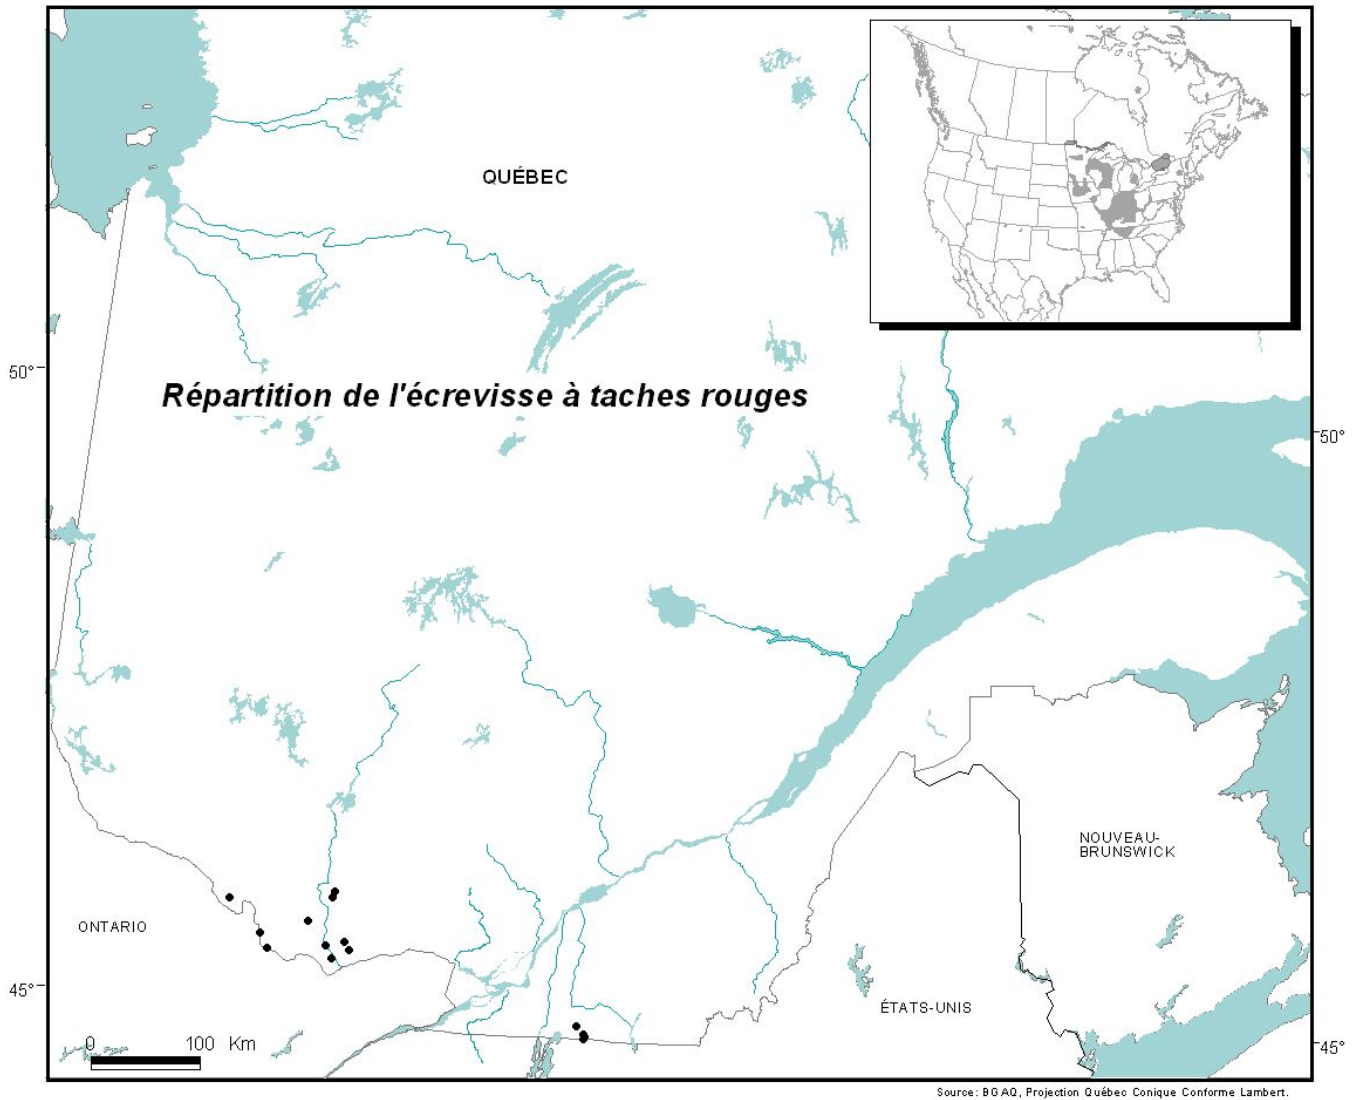 QUÉBEC
50°
Répartition de l'écrevisse à taches rouges
50°
NOUVEAU-
BRUNSWICK
ONTARIO
45°
ÉTATS-UNIS
0 100 Km
45°
Source: BGAQ, Projection Québec Conique Conforme Lambert.